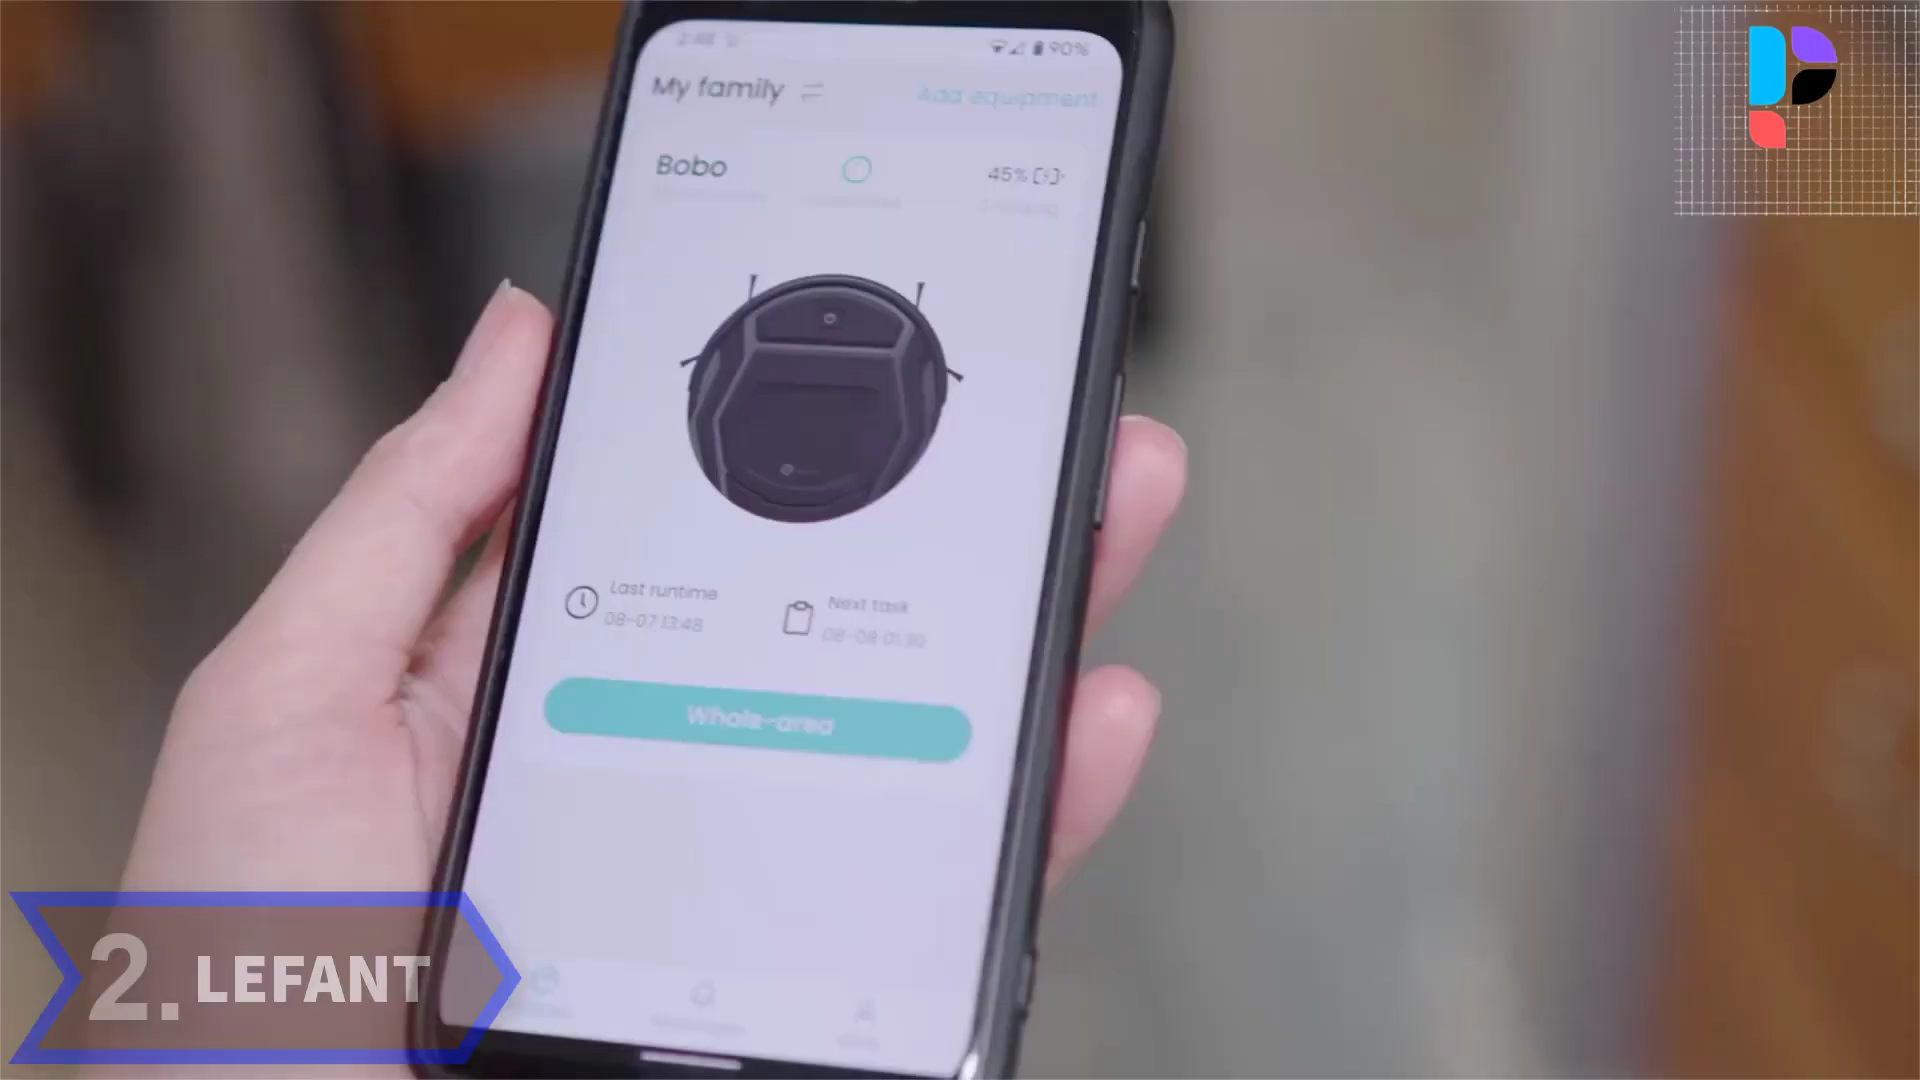 90%
My family
Add equipment
Bobo
45%
Last runtime
08-07 13:48
Next task
08-08 01:30
Whole-area
2. LEFANT